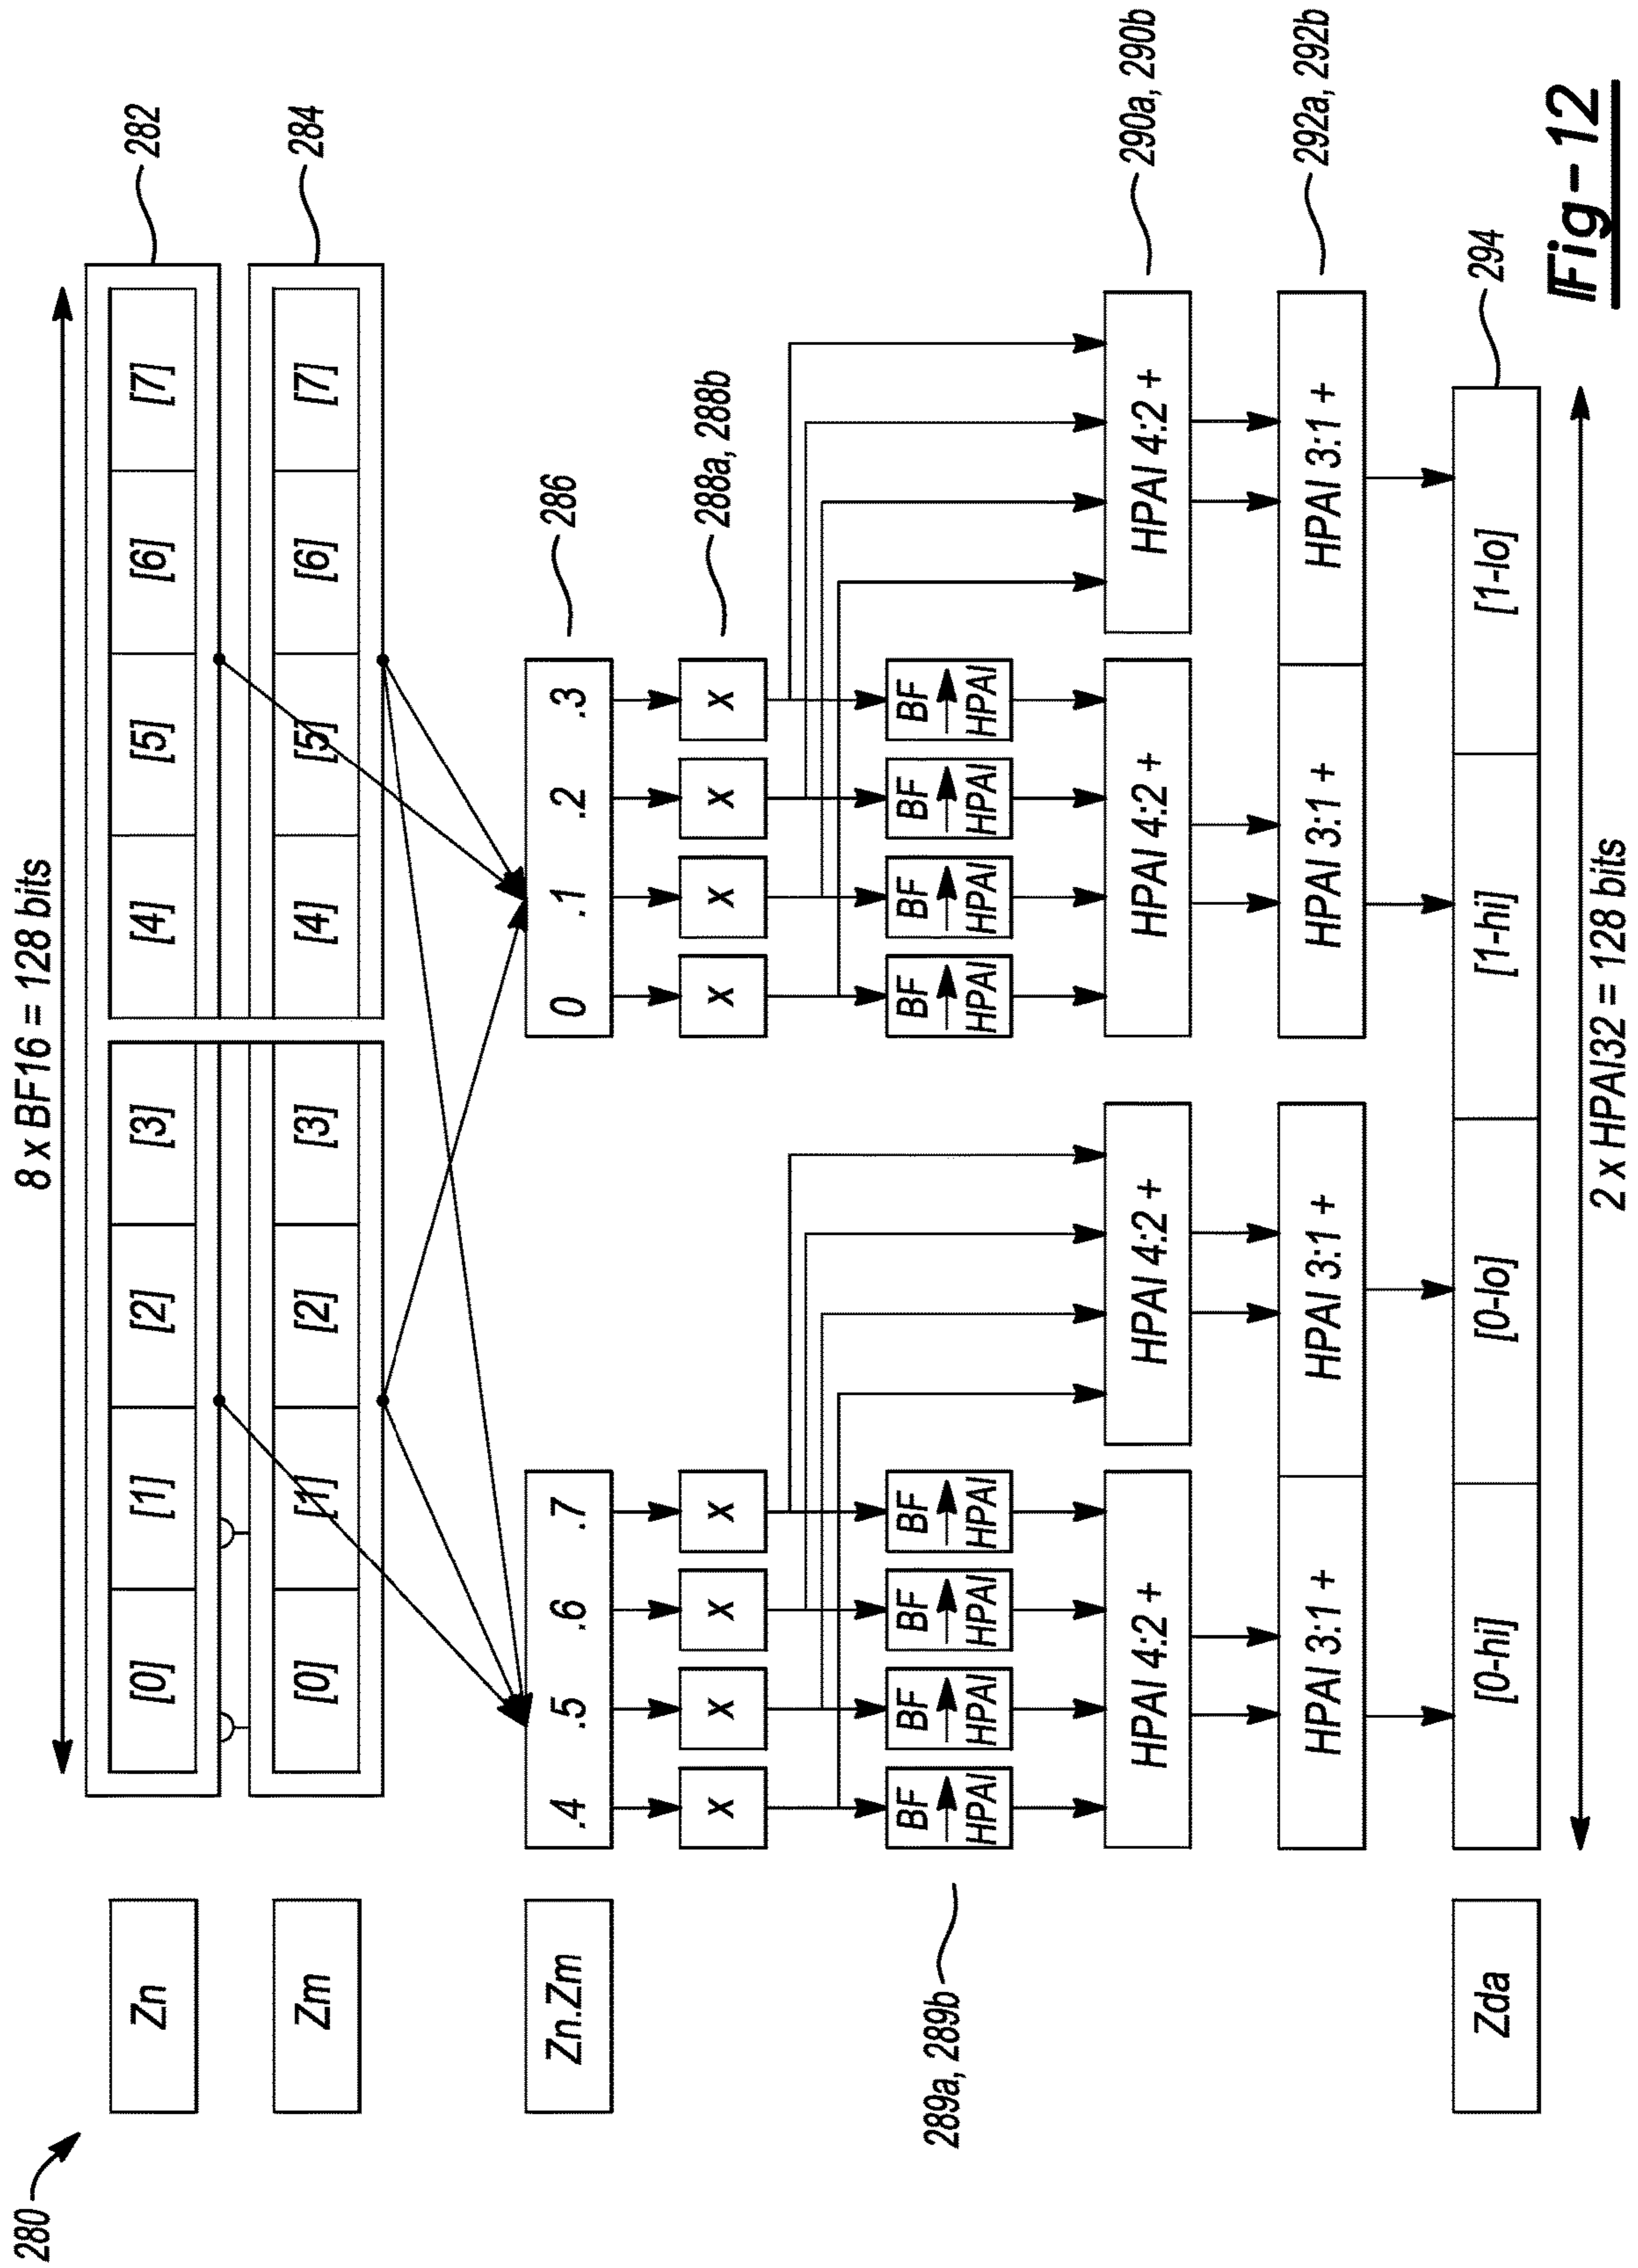 280
8 x BF16 = 128 bits
Zn
[0] [1] [2] [3] [4] [5] [6] [7]
282
Zm
[0] [1] [2] [3] [4] [5] [6] [7]
284
Zn.Zm
.4 .5 .6 .7
0 .1 .2 .3
286
X X X X
X X X X
288a, 288b
289a, 289b
BF HPAI
BF HPAI
BF HPAI
BF HPAI
BF HPAI
BF HPAI
BF HPAI
BF HPAI
HPAI 4:2 +
HPAI 4:2 +
HPAI 4:2 +
HPAI 4:2 +
290a, 290b
HPAI 3:1 +
HPAI 3:1 +
HPAI 3:1 +
HPAI 3:1 +
292a, 292b
Zda
[0-hi] [0-lo] [1-hi] [1-lo]
294
2 x HPAI32 = 128 bits
Fig-12